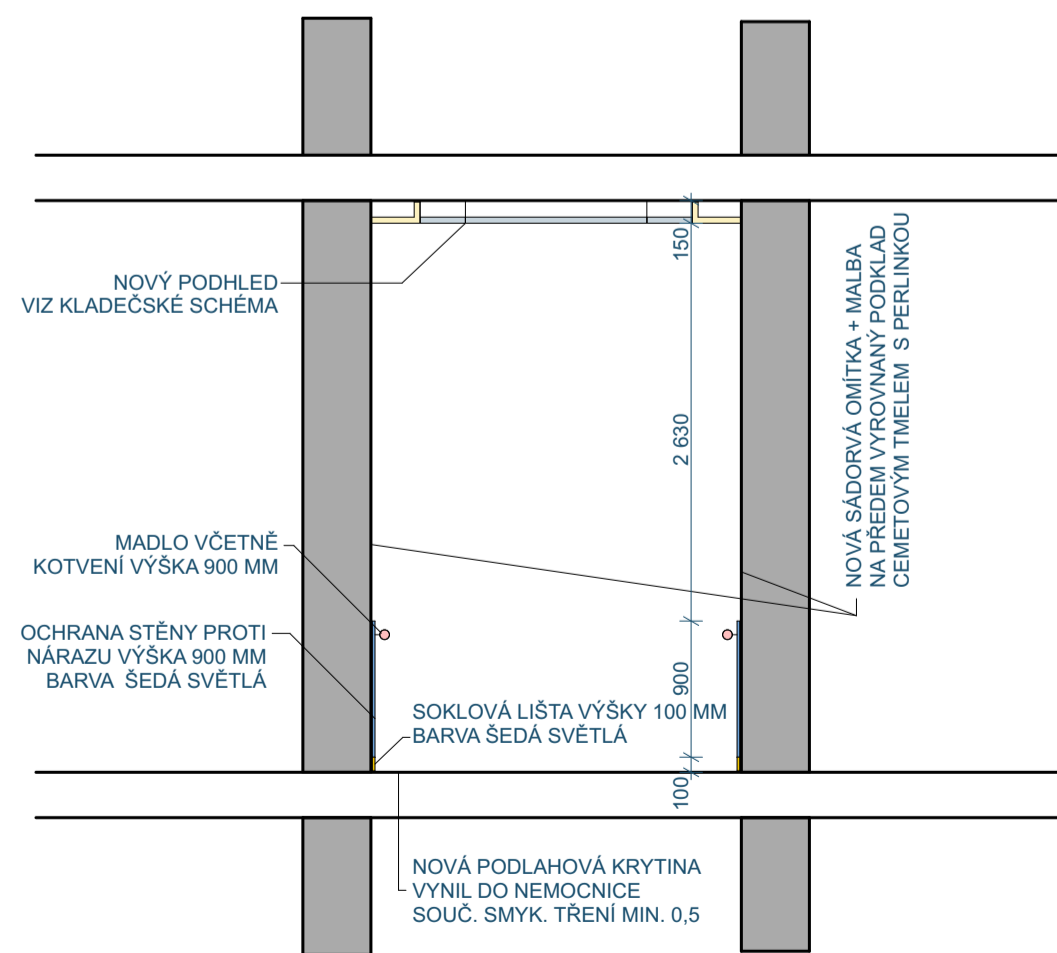 150
NOVÝ PODHLED
VIZ KLADEČSKÉ SCHÉMA
NOVÁ SÁDORVÁ OMÍTKA + MALBA
NA PŘEDEM VYROVNANÝ PODKLAD
CEMETOVÝM TMELEM S PERLINKOU
2 630
MADLO VČETNĚ
KOTVENÍ VÝŠKA 900 MM
OCHRANA STĚNY PROTI
NÁRAZU VÝŠKA 900 MM
BARVA ŠEDÁ SVĚTLÁ
900
SOKLOVÁ LIŠTA VÝŠKY 100 MM
BARVA ŠEDÁ SVĚTLÁ
100
NOVÁ PODLAHOVÁ KRYTINA
VYNIL DO NEMOCNICE
SOUČ. SMYK. TŘENÍ MIN. 0,5